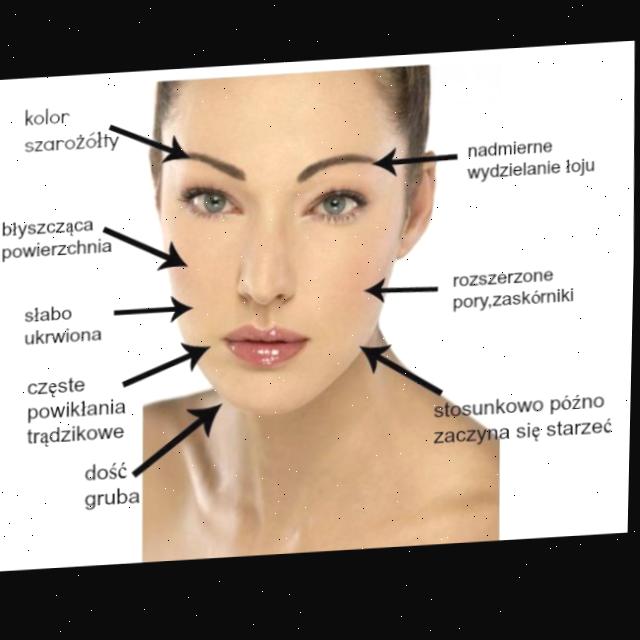 kolor
szarożółty
nadmierne
wydzielanie łoju
błyszcząca
powierzchnia
rozszerzone
pory,zaskórniki
słabo
ukrwiona
częste
powikłania
trądzikowe
stosunkowo późno
zaczyna się starzeć
dość
gruba